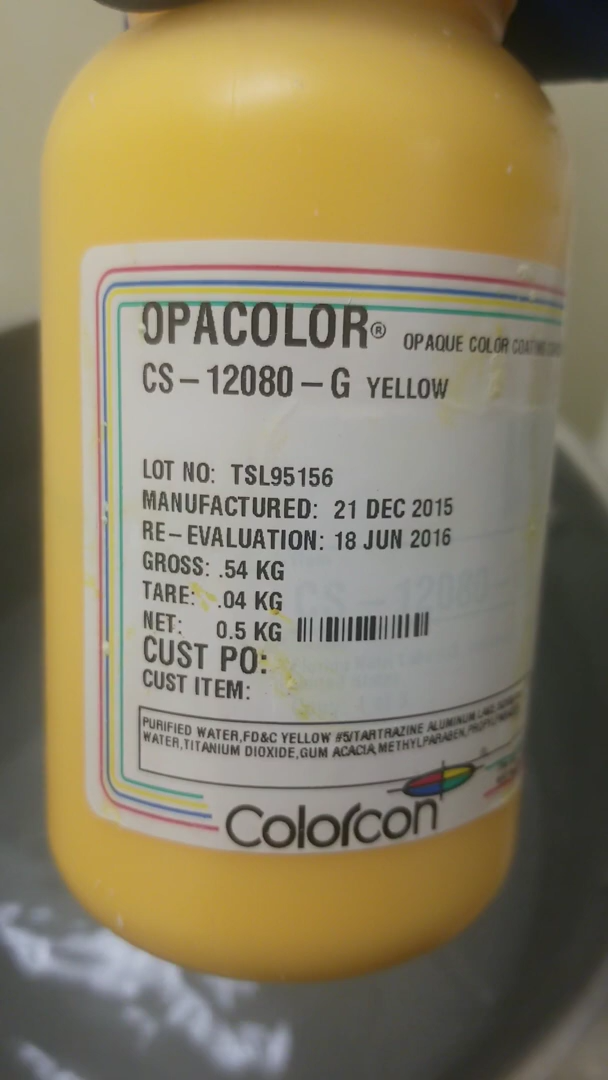 OPACOLOR® OPAQUE COLOR COATING
CS-12080-G YELLOW
LOT NO: TSL95156
MANUFACTURED: 21 DEC 2015
RE-EVALUATION: 18 JUN 2016
GROSS: .54 KG
TARE: .04 KG
NET: 0.5 KG
CUST PO:
CUST ITEM:
PURIFIED WATER,FD&C YELLOW #5/TARTRAZINE ALUMINUM LAKE,
WATER,TITANIUM DIOXIDE,GUM ACACIA,METHYLPARABEN,
Colorcon